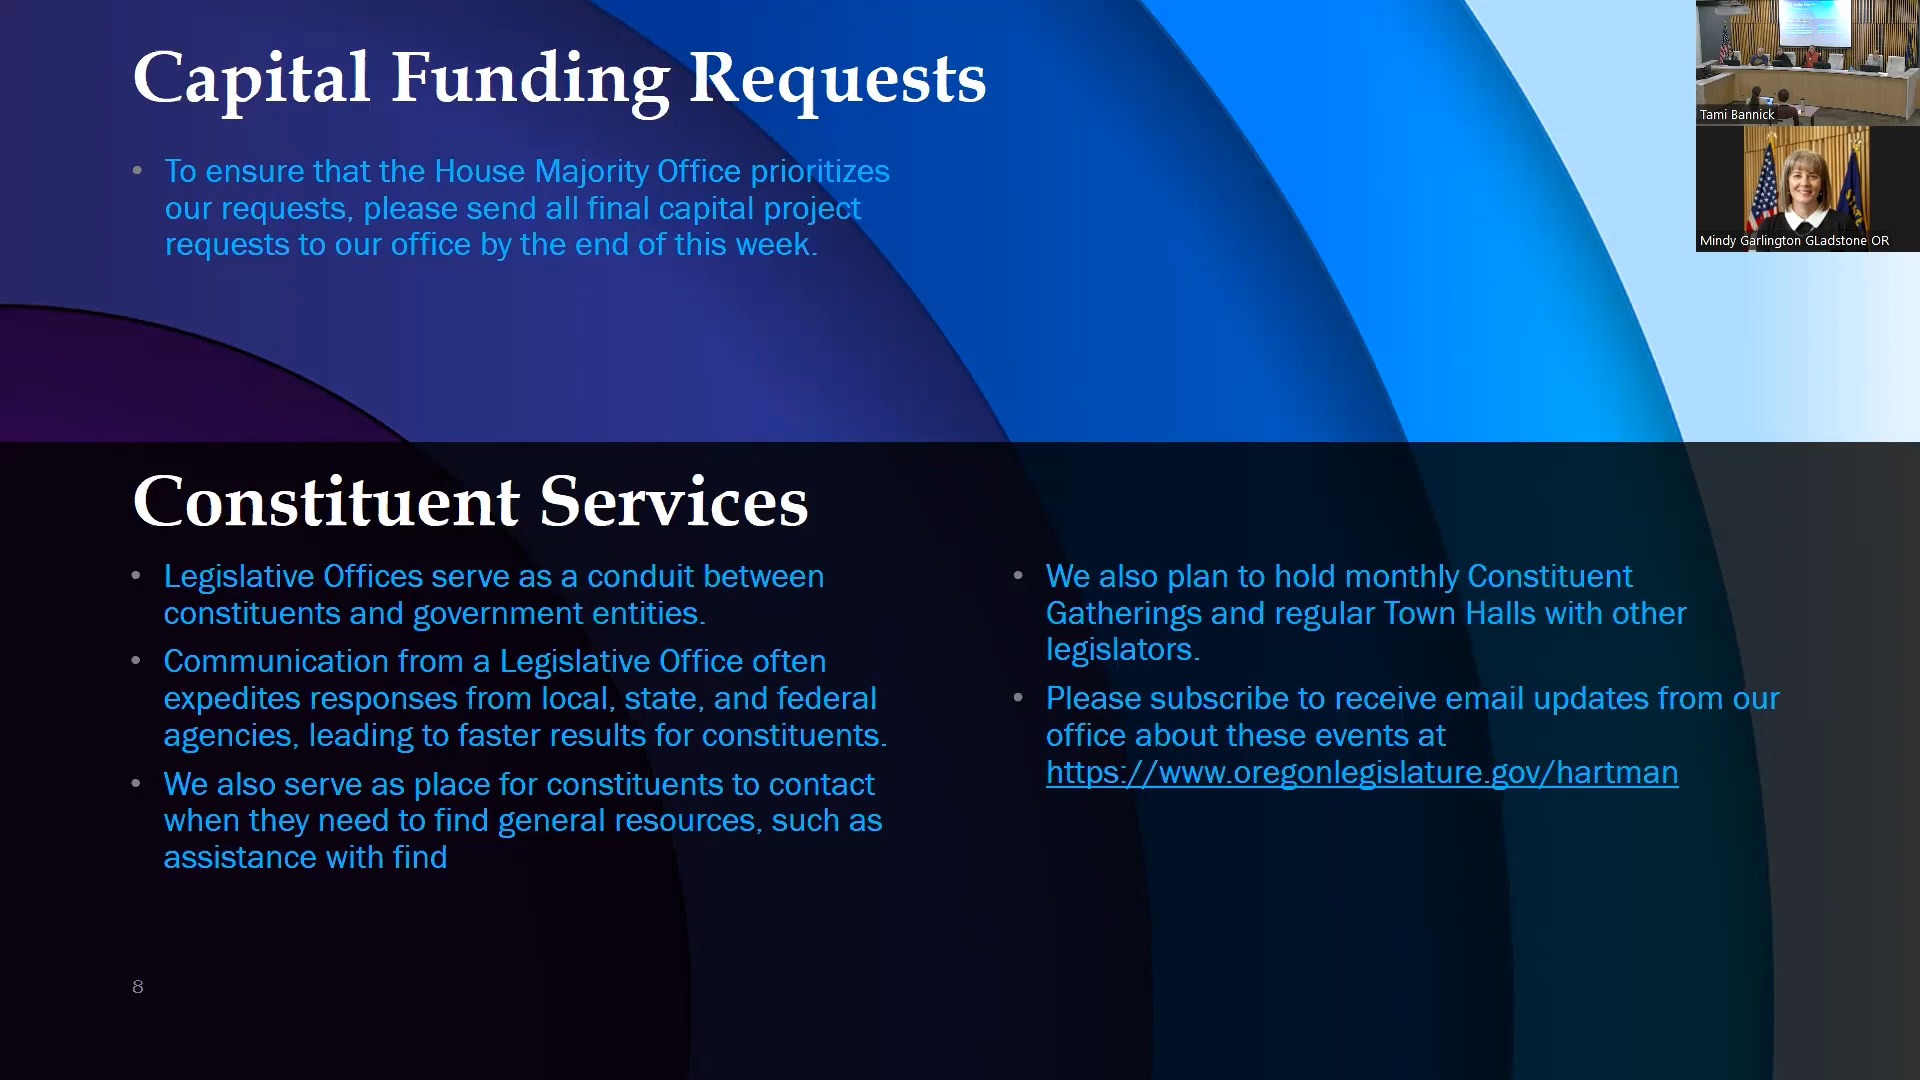 Capital Funding Requests
• To ensure that the House Majority Office prioritizes
our requests, please send all final capital project
requests to our office by the end of this week.
Constituent Services
• Legislative Offices serve as a conduit between
constituents and government entities.
• Communication from a Legislative Office often
expedites responses from local, state, and federal
agencies, leading to faster results for constituents.
• We also serve as place for constituents to contact
when they need to find general resources, such as
assistance with find
• We also plan to hold monthly Constituent
Gatherings and regular Town Halls with other
legislators.
• Please subscribe to receive email updates from our
office about these events at
https://www.oregonlegislature.gov/hartman
8
Tami Bannick
Mindy Garlington GLadstone OR